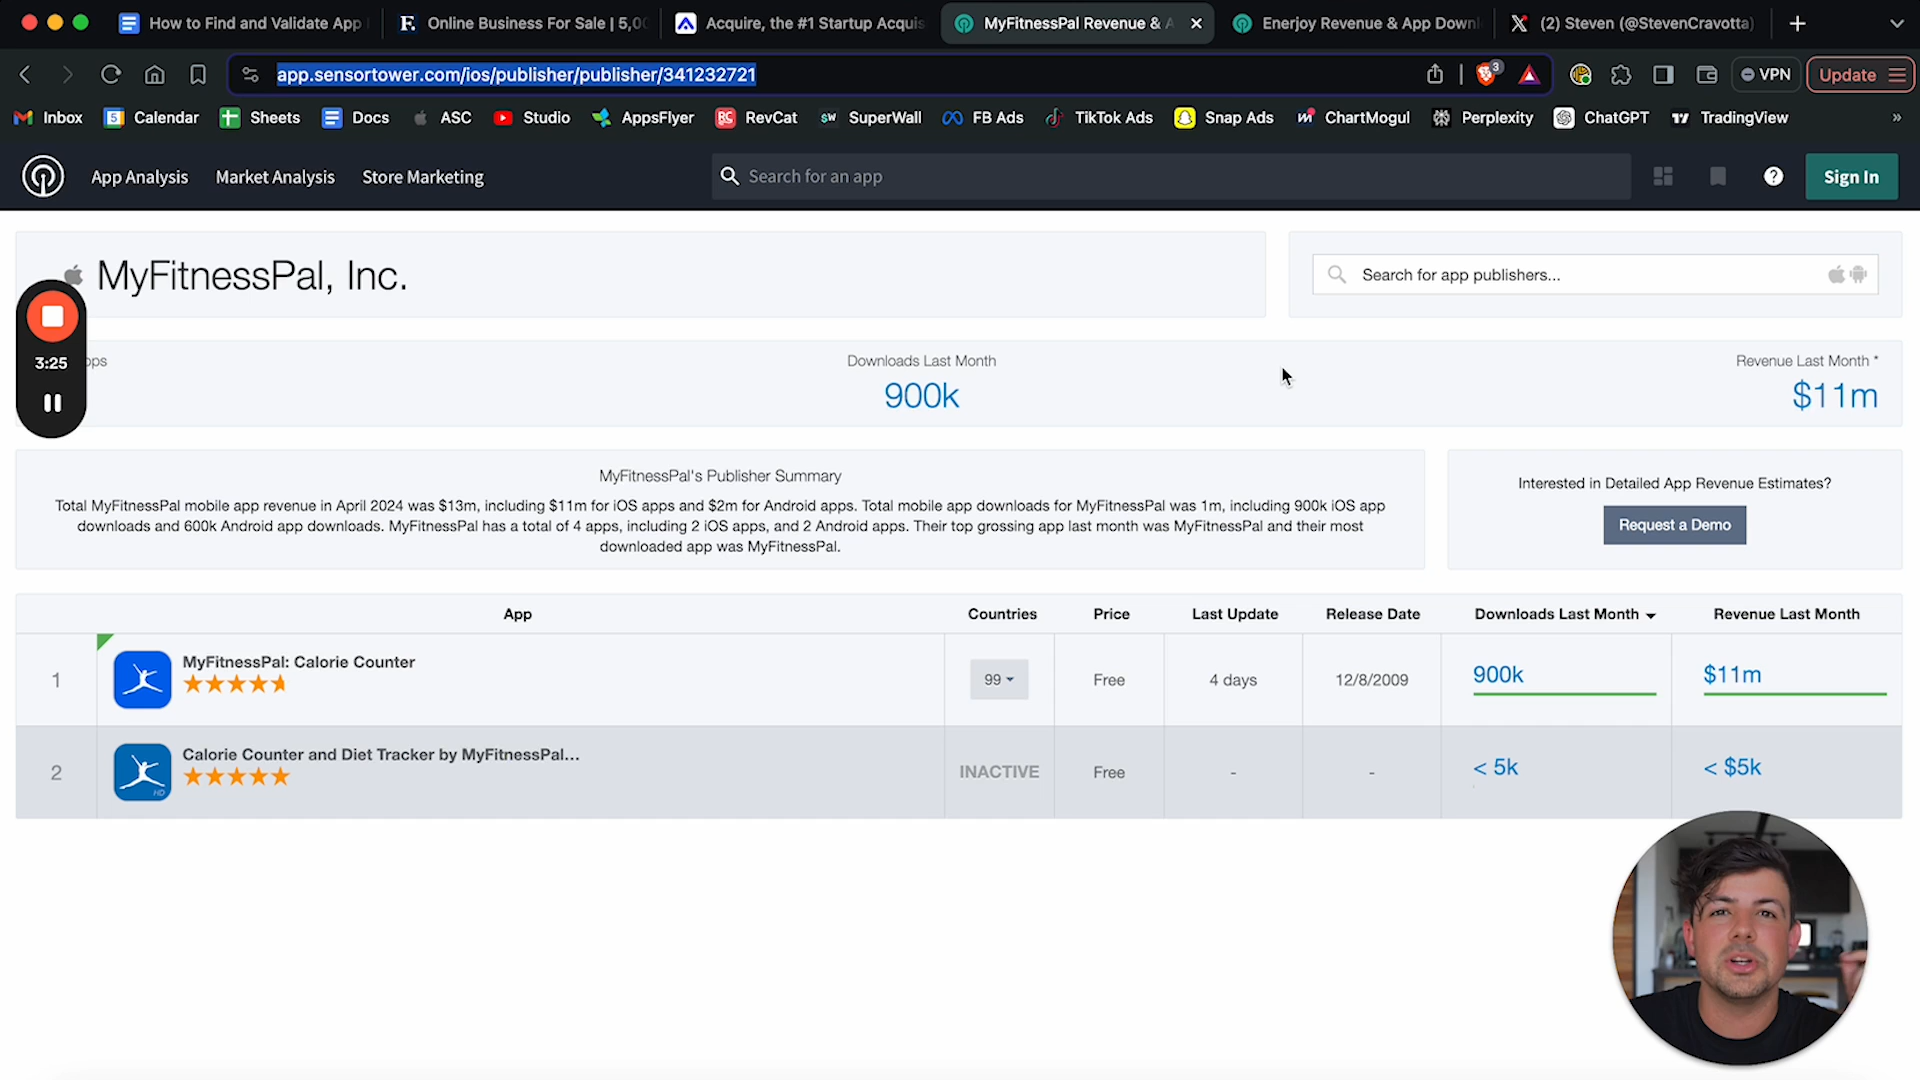 How to Find and Validate App
F. Online Business For Sale | 5,00
Acquire, the #1 Startup Acquis
MyFitnessPal Revenue & A
Enerjoy Revenue & App Down
(2) Steven (@StevenCravotta)
app.sensortower.com/ios/publisher/publisher/341232721
3
VPN
Update
Inbox
5 Calendar
Sheets
Docs
ASC
Studio
AppsFlyer
RC RevCat
SW SuperWall
FB Ads
TikTok Ads
Snap Ads
ChartMogul
Perplexity
ChatGPT
TradingView
»
App Analysis
Market Analysis
Store Marketing
Search for an app
?
Sign In
MyFitnessPal, Inc.
Search for app publishers...
3:25
pps
Downloads Last Month
900k
Revenue Last Month *
$11m
MyFitnessPal's Publisher Summary
Total MyFitnessPal mobile app revenue in April 2024 was $13m, including $11m for iOS apps and $2m for Android apps. Total mobile app downloads for MyFitnessPal was 1m, including 900k iOS app
downloads and 600k Android app downloads. MyFitnessPal has a total of 4 apps, including 2 iOS apps, and 2 Android apps. Their top grossing app last month was MyFitnessPal and their most
downloaded app was MyFitnessPal.
Interested in Detailed App Revenue Estimates?
Request a Demo
App
Countries
Price
Last Update
Release Date
Downloads Last Month
Revenue Last Month
1
MyFitnessPal: Calorie Counter
99
Free
4 days
12/8/2009
900k
$11m
2
HD
Calorie Counter and Diet Tracker by MyFitnessPal...
INACTIVE
Free
-
-
< 5k
< $5k